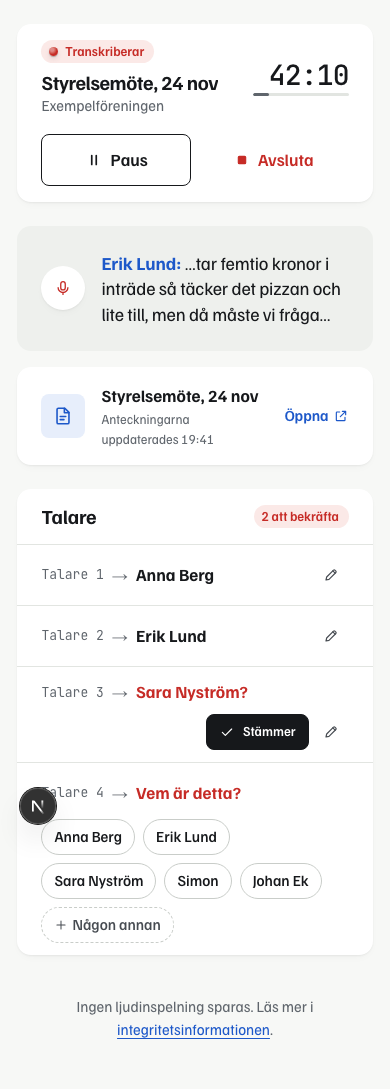 Transkriberar
Styrelsemöte, 24 nov
Exempelföreningen
42:10
Paus
Avsluta
Erik Lund: ...tar femtio kronor i
inträde så täcker det pizzan och
lite till, men då måste vi fråga...
Styrelsemöte, 24 nov
Anteckningarna
uppdaterades 19:41
Öppna
Talare
2 att bekräfta
Talare 1 → Anna Berg
Talare 2 → Erik Lund
Talare 3 → Sara Nyström?
Stämmer
Talare 4 → Vem är detta?
N
Anna Berg
Erik Lund
Sara Nyström
Simon
Johan Ek
+ Någon annan
Ingen ljudinspelning sparas. Läs mer i
integritetsinformationen.